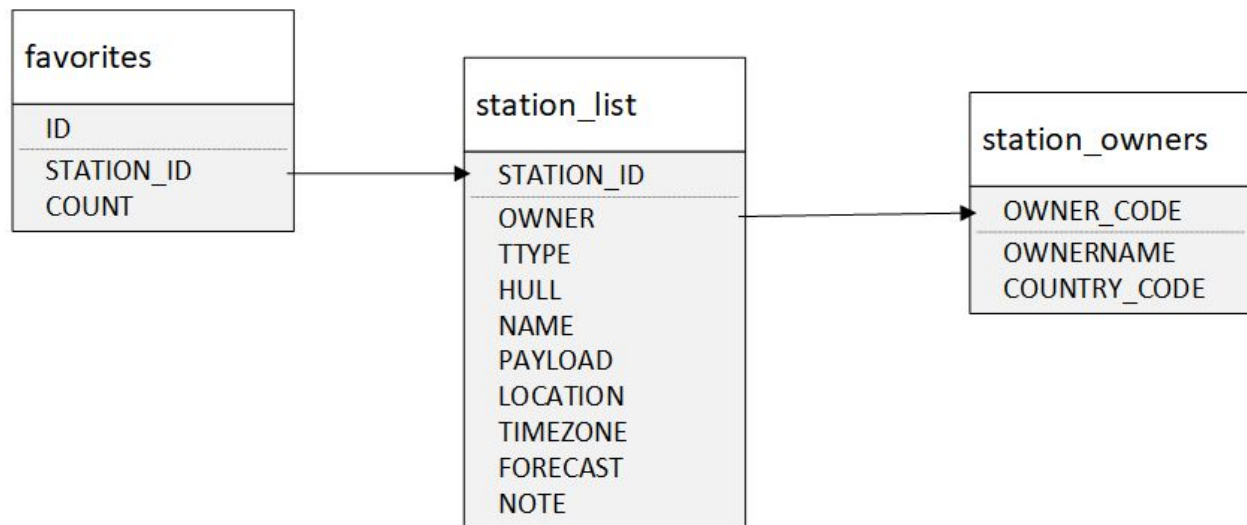 favorites
ID
STATION_ID
COUNT
station_list
STATION_ID
OWNER
TTYPE
HULL
NAME
PAYLOAD
LOCATION
TIMEZONE
FORECAST
NOTE
station_owners
OWNER_CODE
OWNERNAME
COUNTRY_CODE